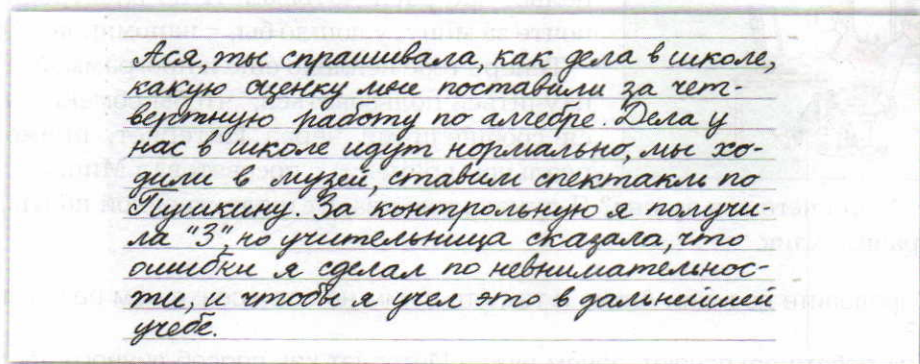 Ася, ты спрашивала, как дела в школе,
какую оценку мне поставили за чет-
вертную работу по алгебре. Дела у
нас в школе идут нормально, мы хо-
дили в музей, ставим спектакль по
Пушкину. За контрольную я получи-
ла "3", но учительница сказала, что
ошибки я сделал по невнимательнос-
ти, и чтобы я учел это в дальнейшей
учебе.